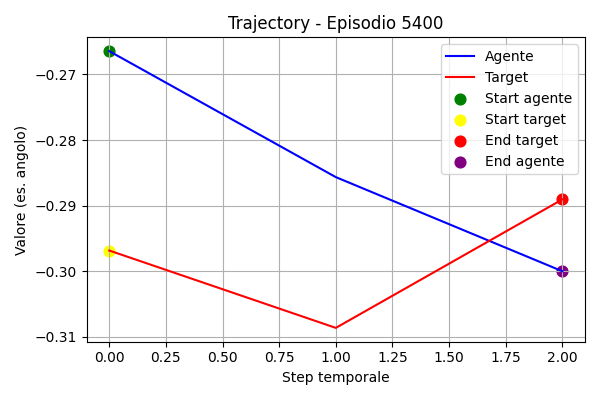 Trajectory - Episodio 5400
Agente
Target
Start agente
Start target
End target
End agente
Valore (es. angolo)
−0.27
−0.28
−0.29
−0.30
−0.31
0.00 0.25 0.50 0.75 1.00 1.25 1.50 1.75 2.00
Step temporale